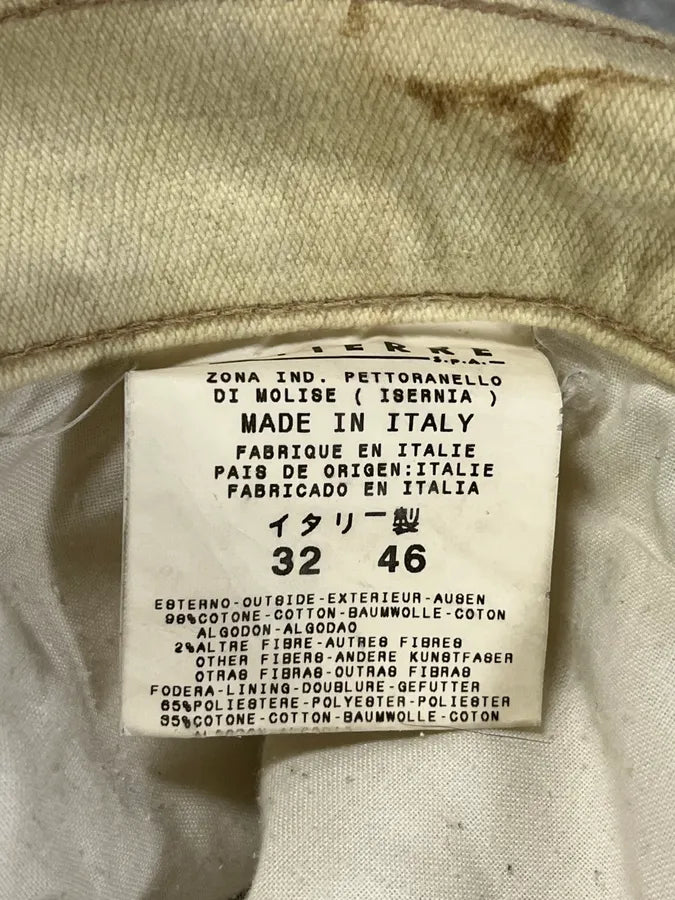 S.P.A.
ZONA IND. PETTORANELLO
DI MOLISE ( ISERNIA )
MADE IN ITALY
FABRIQUE EN ITALIE
PAIS DE ORIGEN:ITALIE
FABRICADO EN ITALIA
イタリー製
32 46
ESTERNO-OUTSIDE-EXTERIEUR-AUSEN
98%COTONE-COTTON-BAUMWOLLE-COTON
ALGODON-ALGODAO
2%ALTRE FIBRE-AUTRES FIBRES
OTHER FIBERS-ANDERE KUNSTFASER
OTRAS FIBRAS-OUTRAS FIBRAS
FODERA-LINING-DOUBLURE-GEFUTTER
65%POLIESTERE-POLYESTER-POLIESTER
35%COTONE-COTTON-BAUMWOLLE-COTON